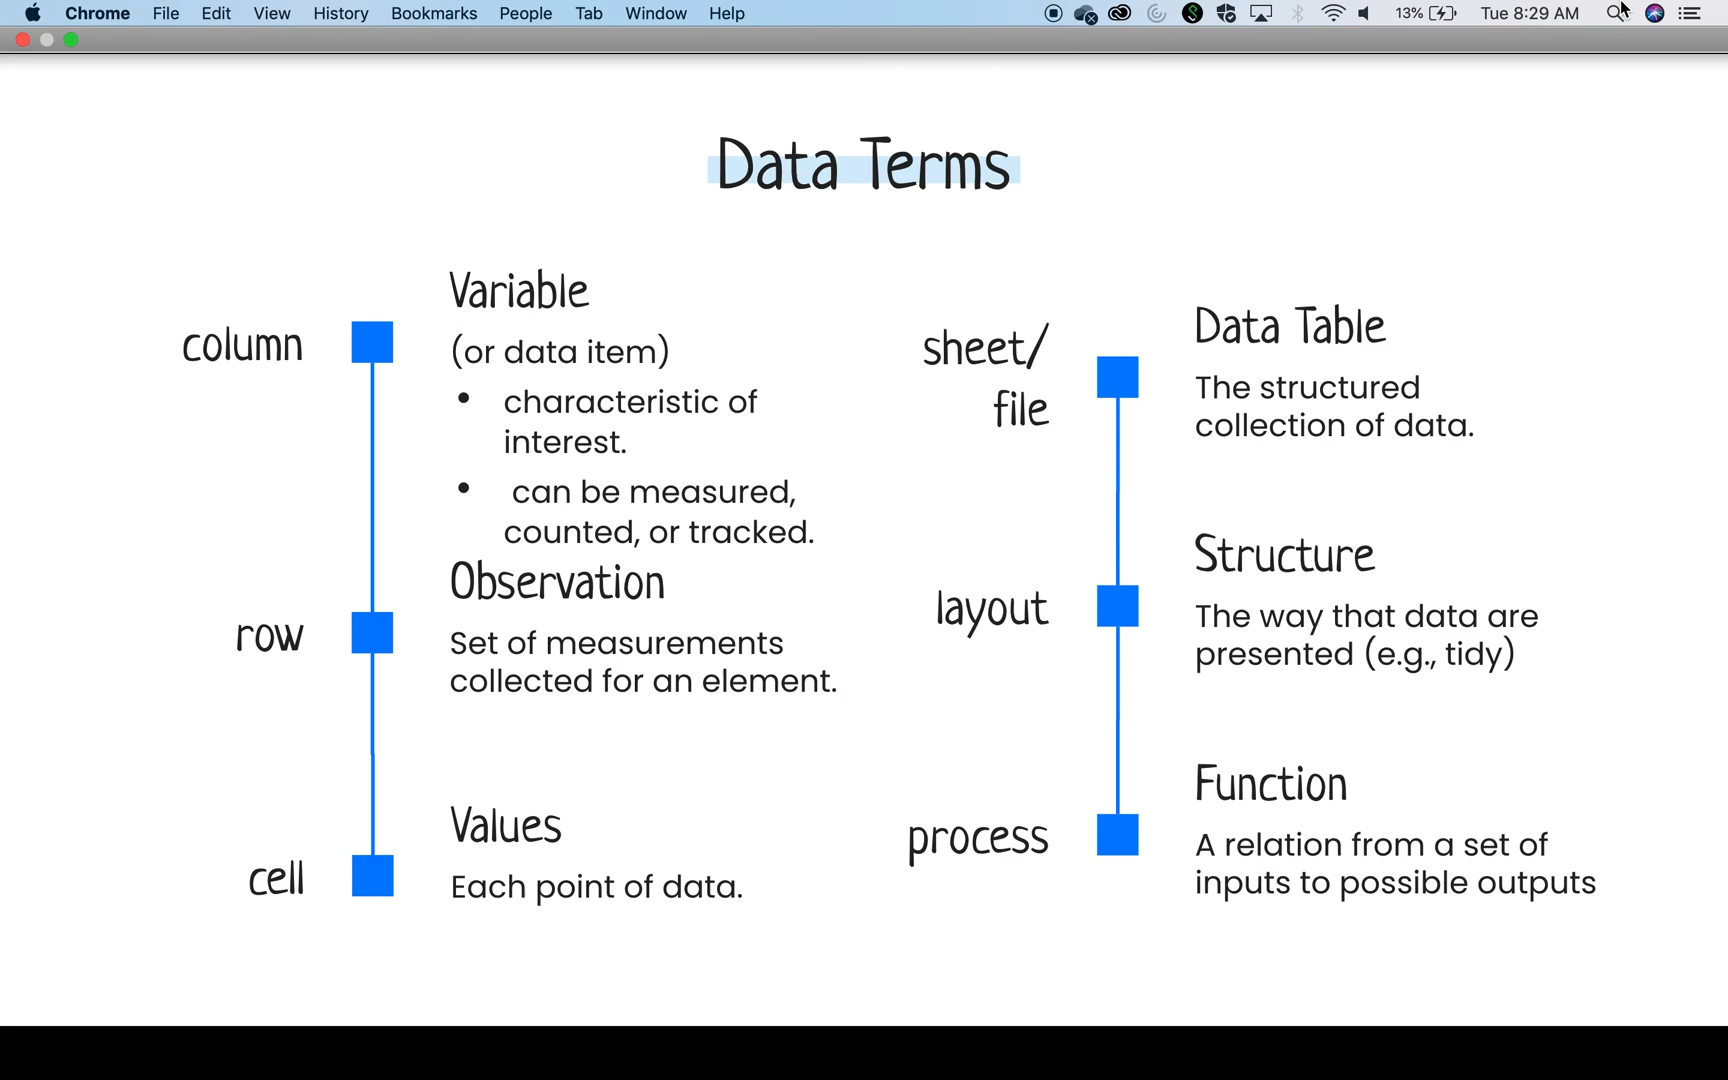 Chrome File Edit View History Bookmarks People Tab Window Help 13% Tue 8:29 AM
Data Terms
column
Variable
(or data item)
• characteristic of
interest.
• can be measured,
counted, or tracked.
row
Observation
Set of measurements
collected for an element.
cell
Values
Each point of data.
sheet/
file
Data Table
The structured
collection of data.
layout
Structure
The way that data are
presented (e.g., tidy)
process
Function
A relation from a set of
inputs to possible outputs